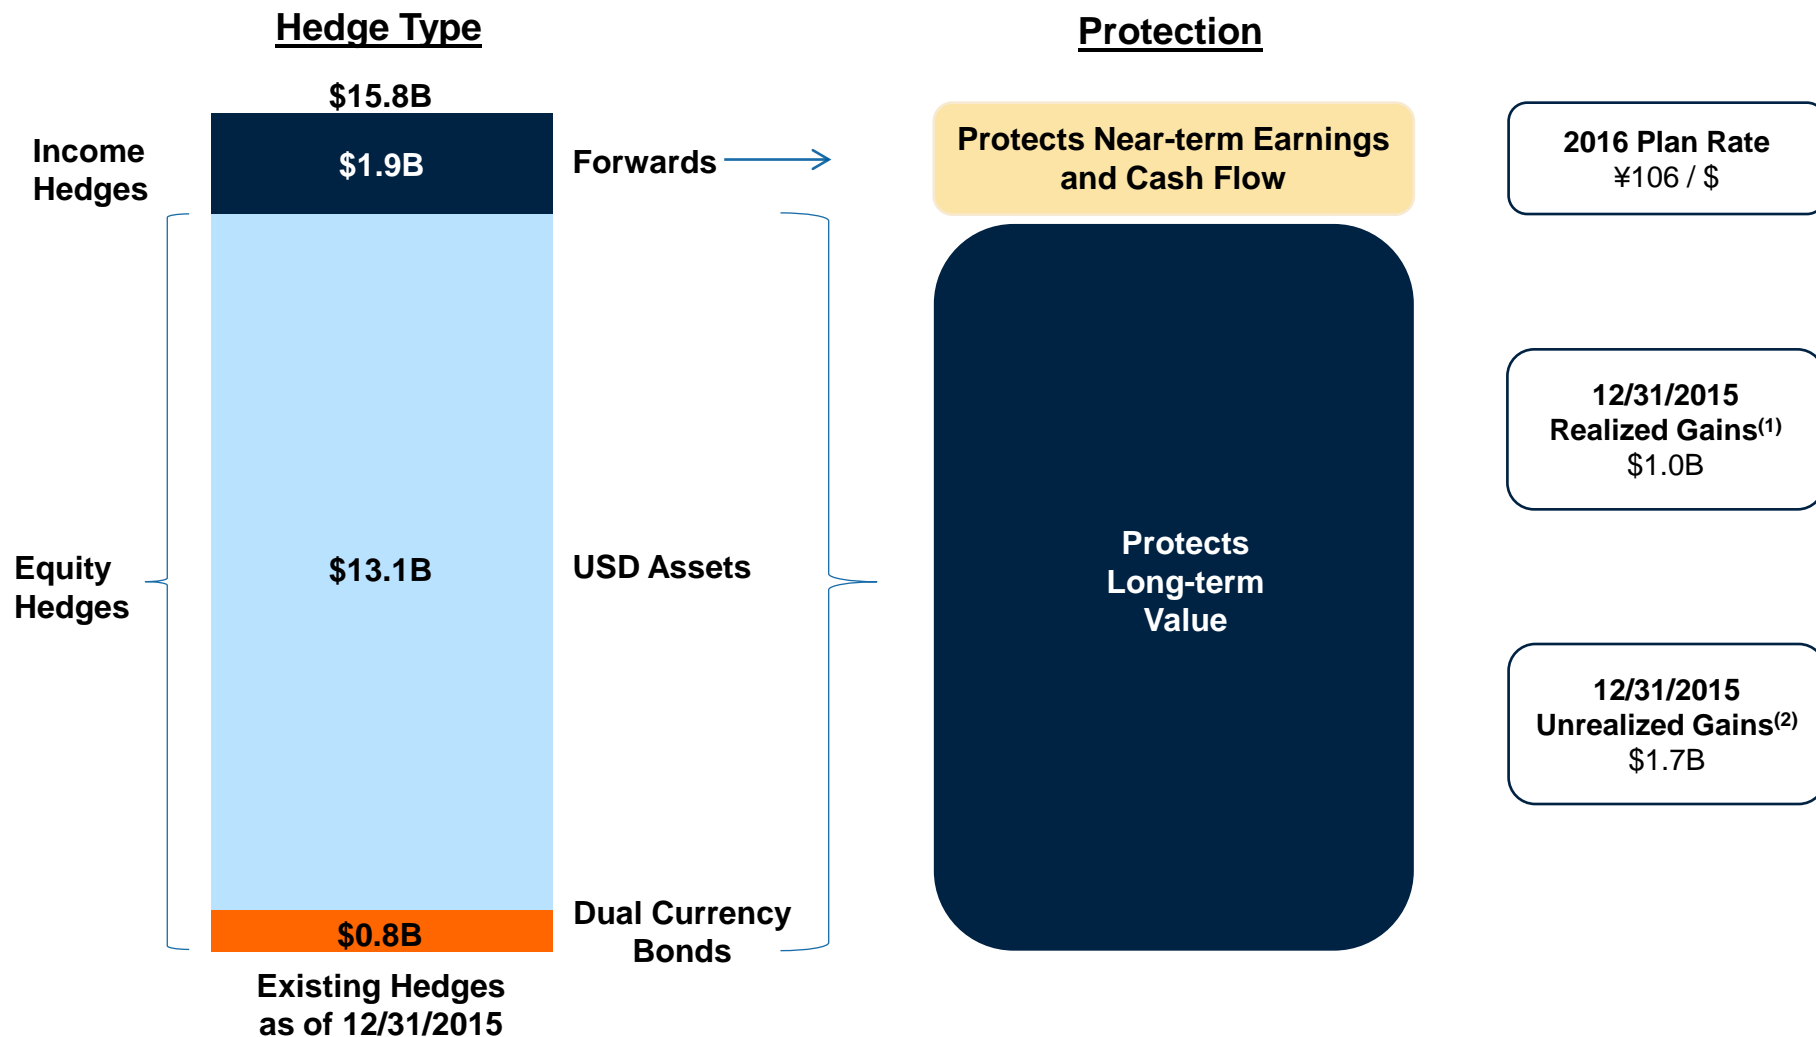 Hedge Type
Protection
$15.8B
Income
Hedges
$1.9B
Forwards
Protects Near-term Earnings
and Cash Flow
2016 Plan Rate
¥106 / $
12/31/2015
Realized Gains(1)
$1.0B
Equity
Hedges
$13.1B
USD Assets
Protects
Long-term
Value
12/31/2015
Unrealized Gains(2)
$1.7B
$0.8B
Dual Currency
Bonds
Existing Hedges
as of 12/31/2015